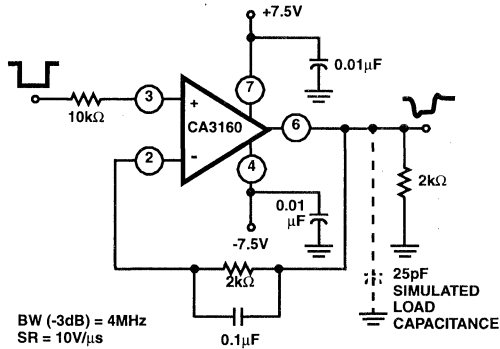 +7.5V
0.01µF
7
3
+
10kΩ
CA3160
6
2
-
4
2kΩ
0.01
µF
-7.5V
2kΩ
25pF
SIMULATED
LOAD
CAPACITANCE
0.1µF
BW (-3dB) = 4MHz
SR = 10V/µs